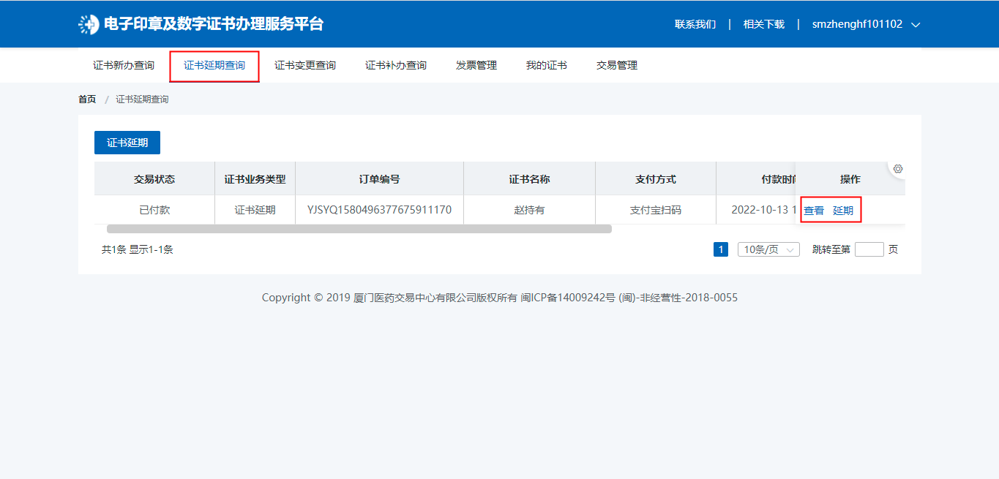 电子印章及数字证书办理服务平台 联系我们 | 相关下载 | smzhenghf101102
证书新办查询 证书延期查询 证书变更查询 证书补办查询 发票管理 我的证书 交易管理
首页 / 证书延期查询
证书延期
交易状态 证书业务类型 订单编号 证书名称 支付方式 付款时 操作
已付款 证书延期 YJSYQ1580496377675911170 赵持有 支付宝扫码 2022-10-13 1 查看 延期
共1条 显示1-1条 1 10条/页 跳转至第 页
Copyright © 2019 厦门医药交易中心有限公司版权所有 闽ICP备14009242号 (闽)-非经营性-2018-0055